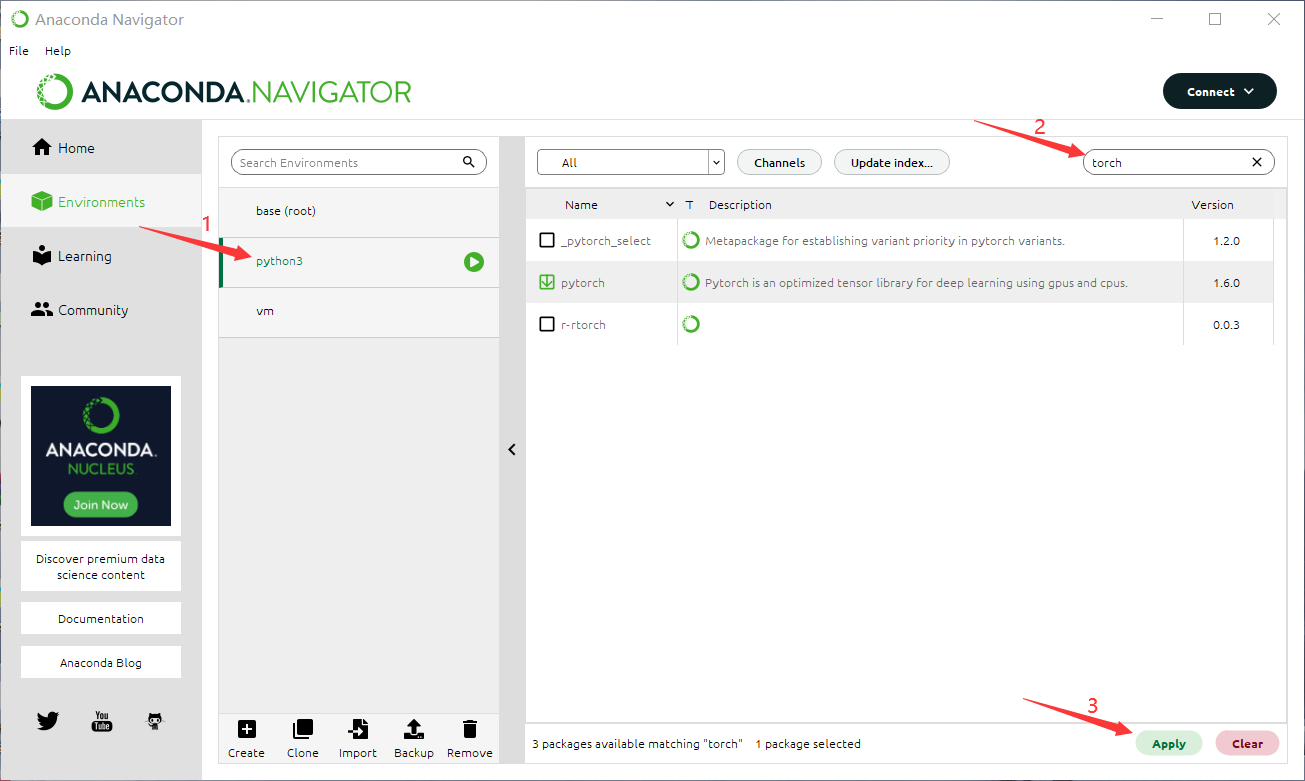 Anaconda Navigator
File Help
ANACONDA.NAVIGATOR
Connect
Home
Environments
Learning
Community
ANACONDA.
NUCLEUS
Join Now
Discover premium data
science content
Documentation
Anaconda Blog
You
Tube
1
Search Environments
base (root)
python3
vm
Create Clone Import Backup Remove
2
All Channels Update index... torch
Name T Description Version
_pytorch_select Metapackage for establishing variant priority in pytorch variants. 1.2.0
pytorch Pytorch is an optimized tensor library for deep learning using gpus and cpus. 1.6.0
r-rtorch 0.0.3
3
3 packages available matching "torch" 1 package selected Apply Clear